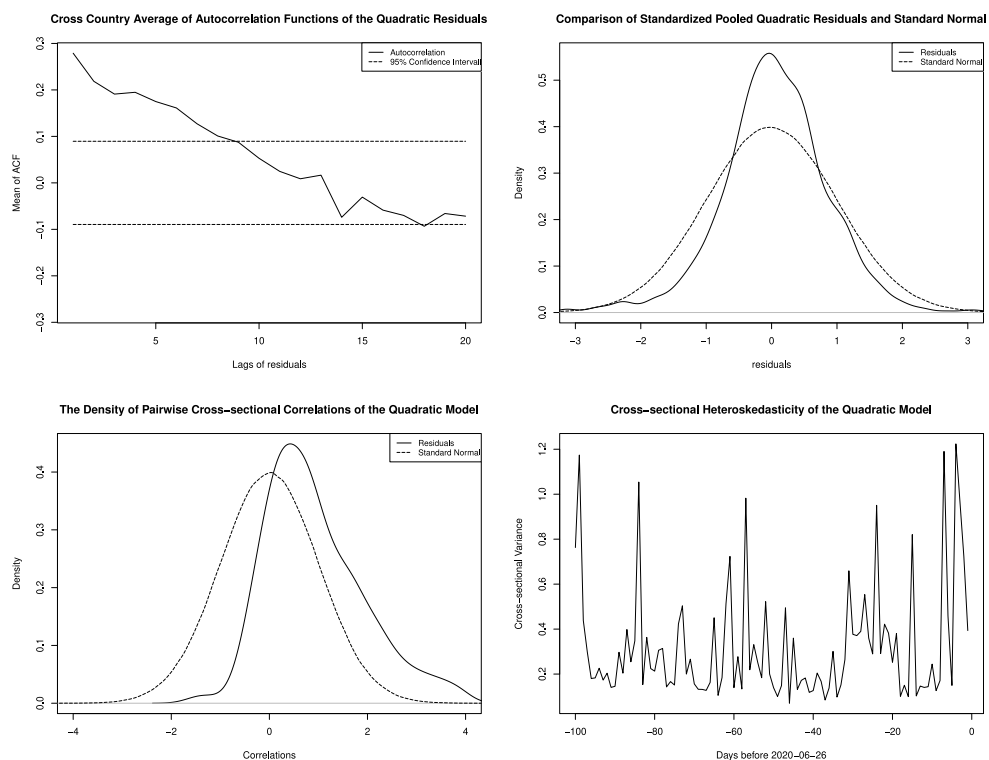 Cross Country Average of Autocorrelation Functions of the Quadratic Residuals
Autocorrelation
95% Confidence Intervall
0.3
0.2
0.1
0.0
−0.1
−0.2
−0.3
Mean of ACF
5
10
15
20
Lags of residuals
Comparison of Standardized Pooled Quadratic Residuals and Standard Normal
Residuals
Standard Normal
0.5
0.4
0.3
0.2
0.1
0.0
Density
−3
−2
−1
0
1
2
3
residuals
The Density of Pairwise Cross−sectional Correlations of the Quadratic Model
Residuals
Standard Normal
0.4
0.3
0.2
0.1
0.0
Density
−4
−2
0
2
4
Correlations
Cross−sectional Heteroskedasticity of the Quadratic Model
1.2
1.0
0.8
0.6
0.4
0.2
Cross−sectional Variance
−100
−80
−60
−40
−20
0
Days before 2020−06−26